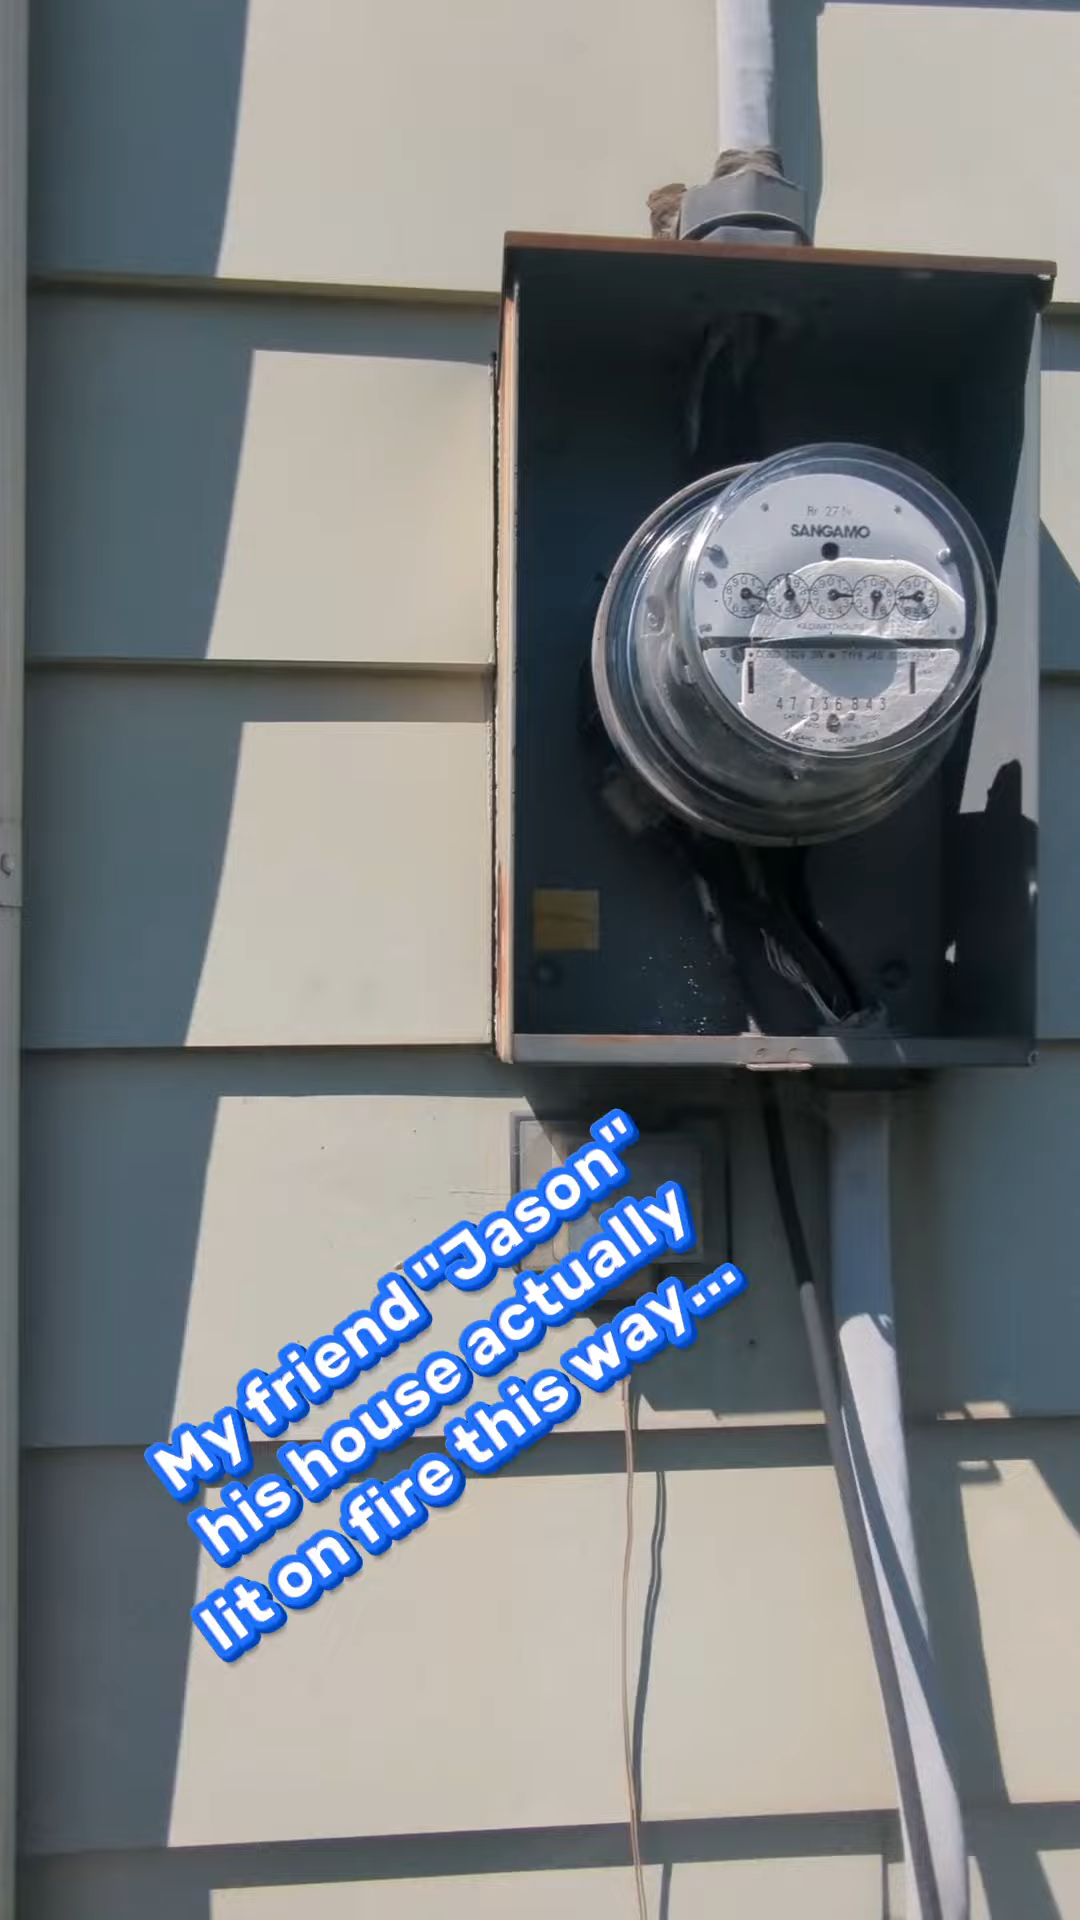 SANGAMO
KILOWATTHOURS
47 736 843
My friend "Jason"
his house actually
lit on fire this way...